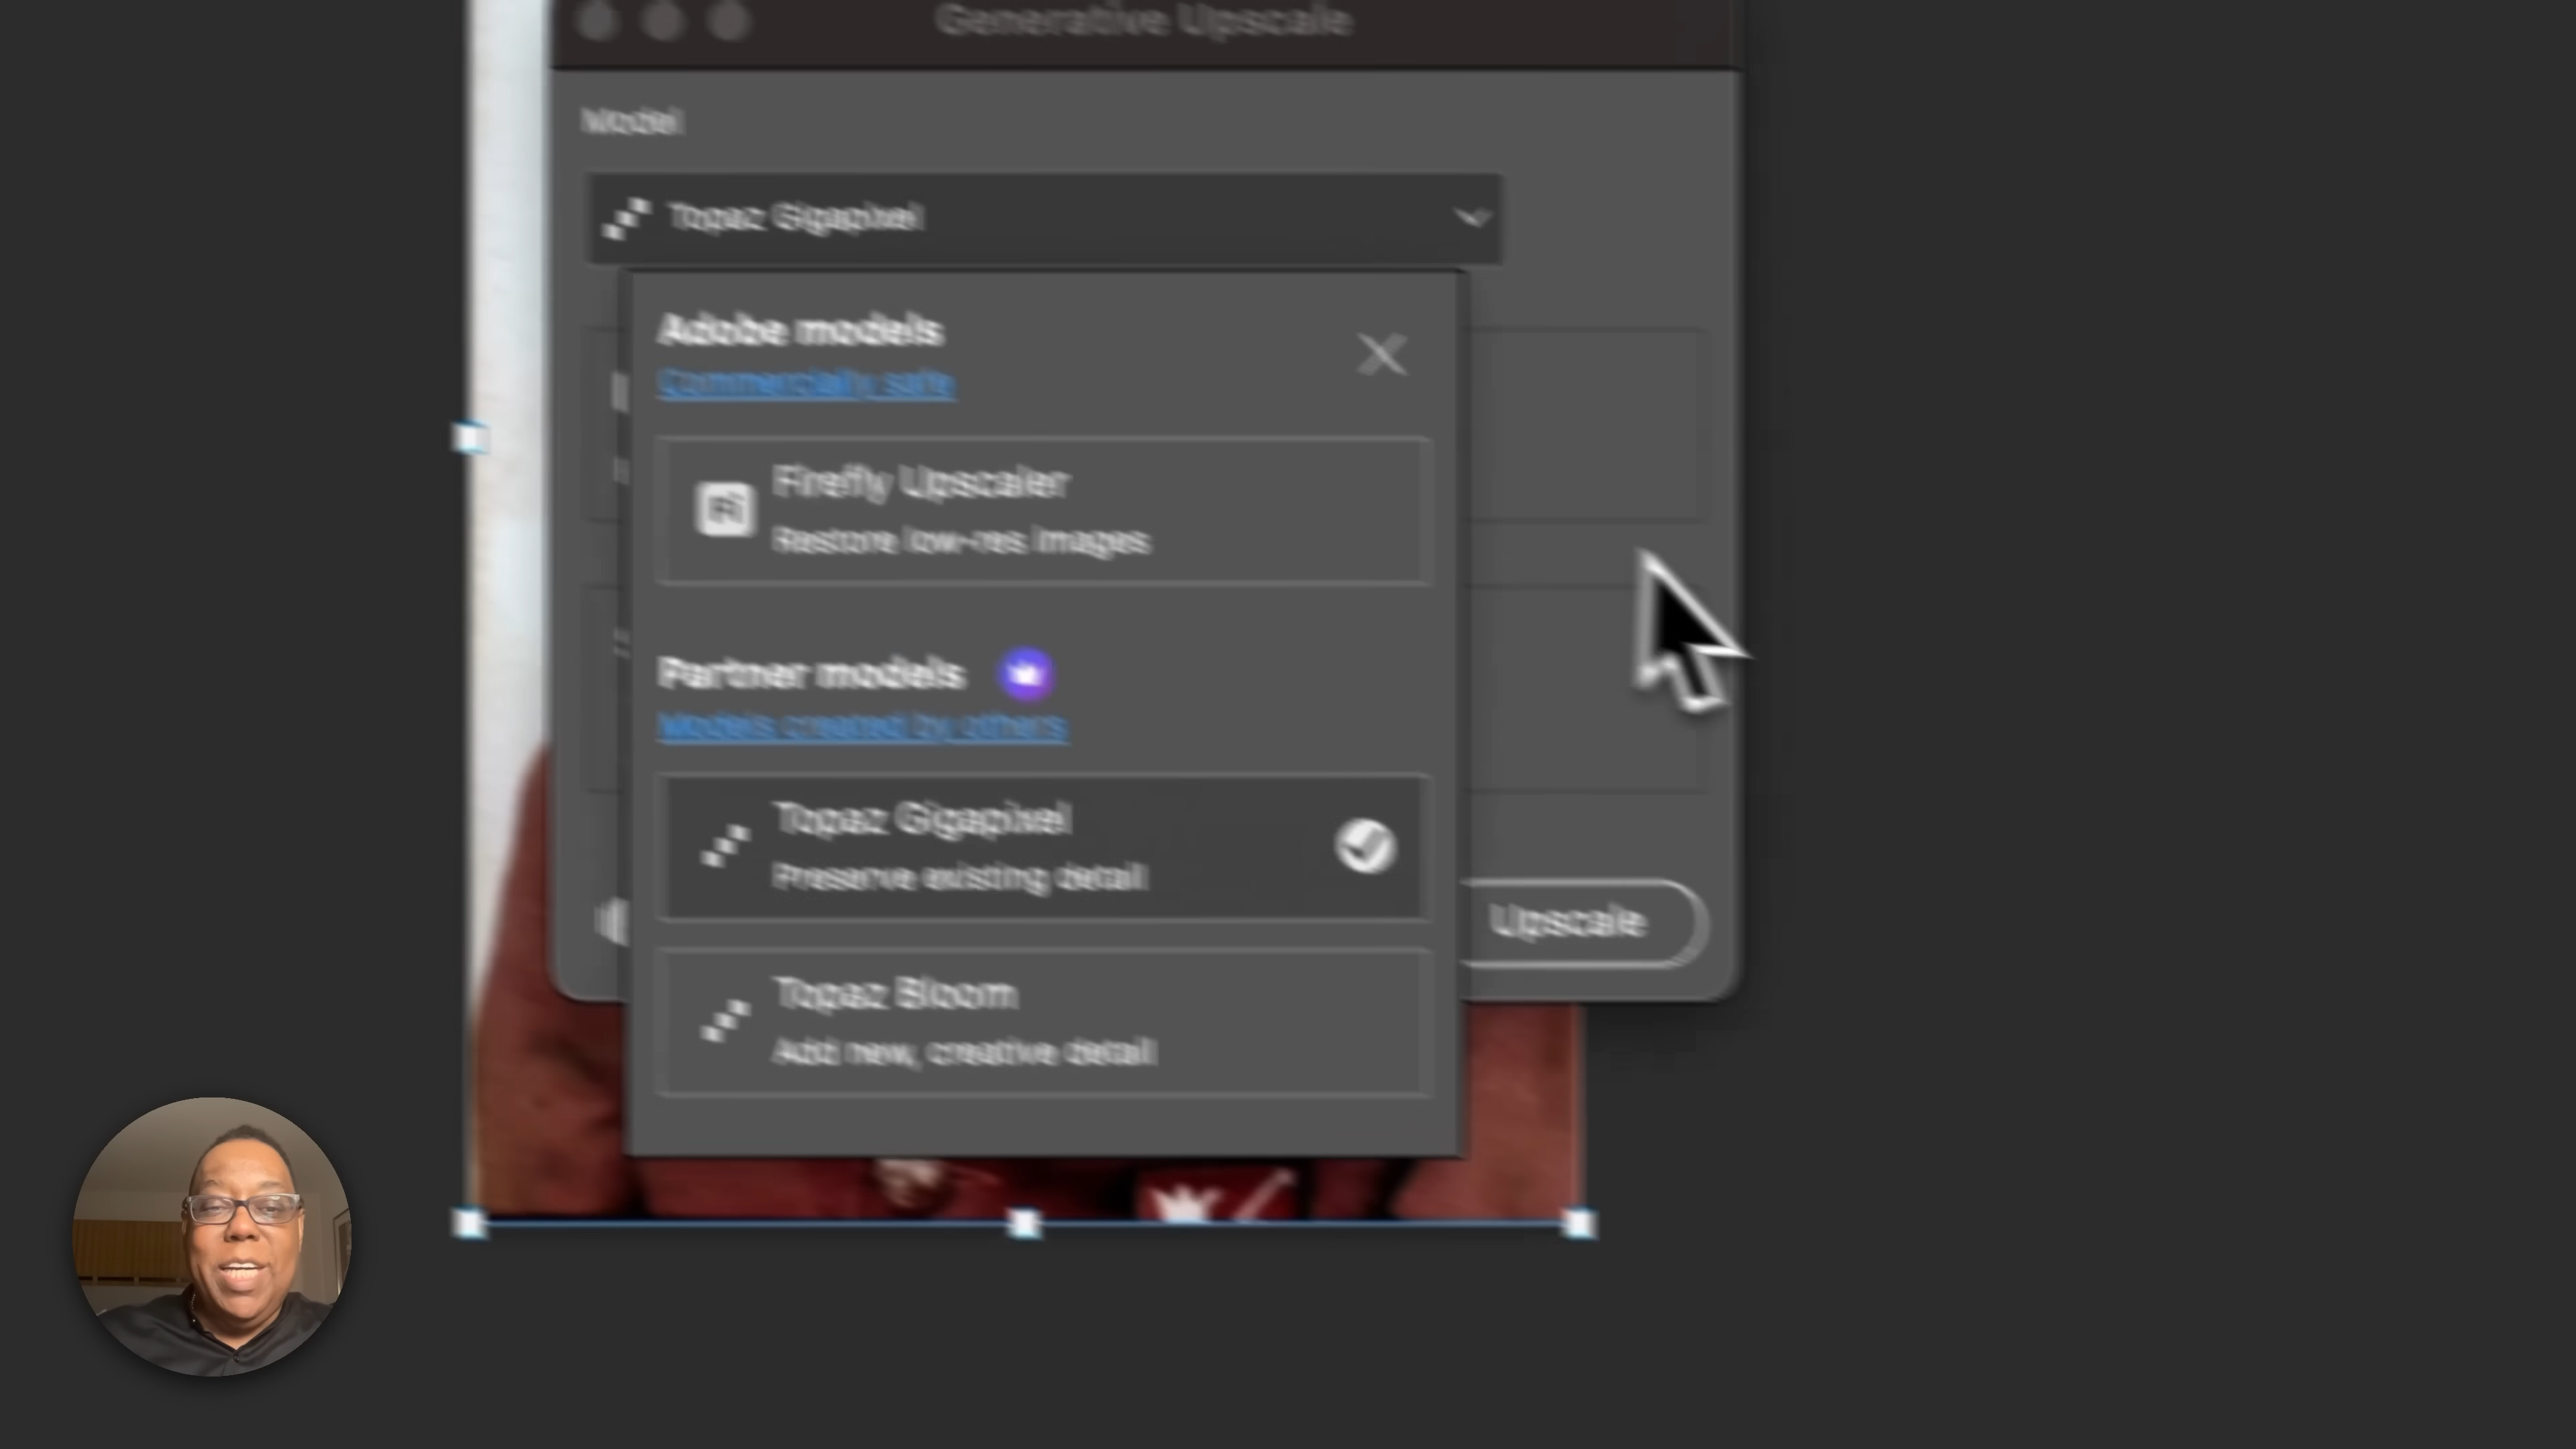 Generative Upscale
Model
Topaz Gigapixel
Adobe models
Commercially safe
Firefly Upscaler
Restore low-res images
Partner models
Models created by others
Topaz Gigapixel
Preserve existing detail
Upscale
Topaz Bloom
Add new, creative detail